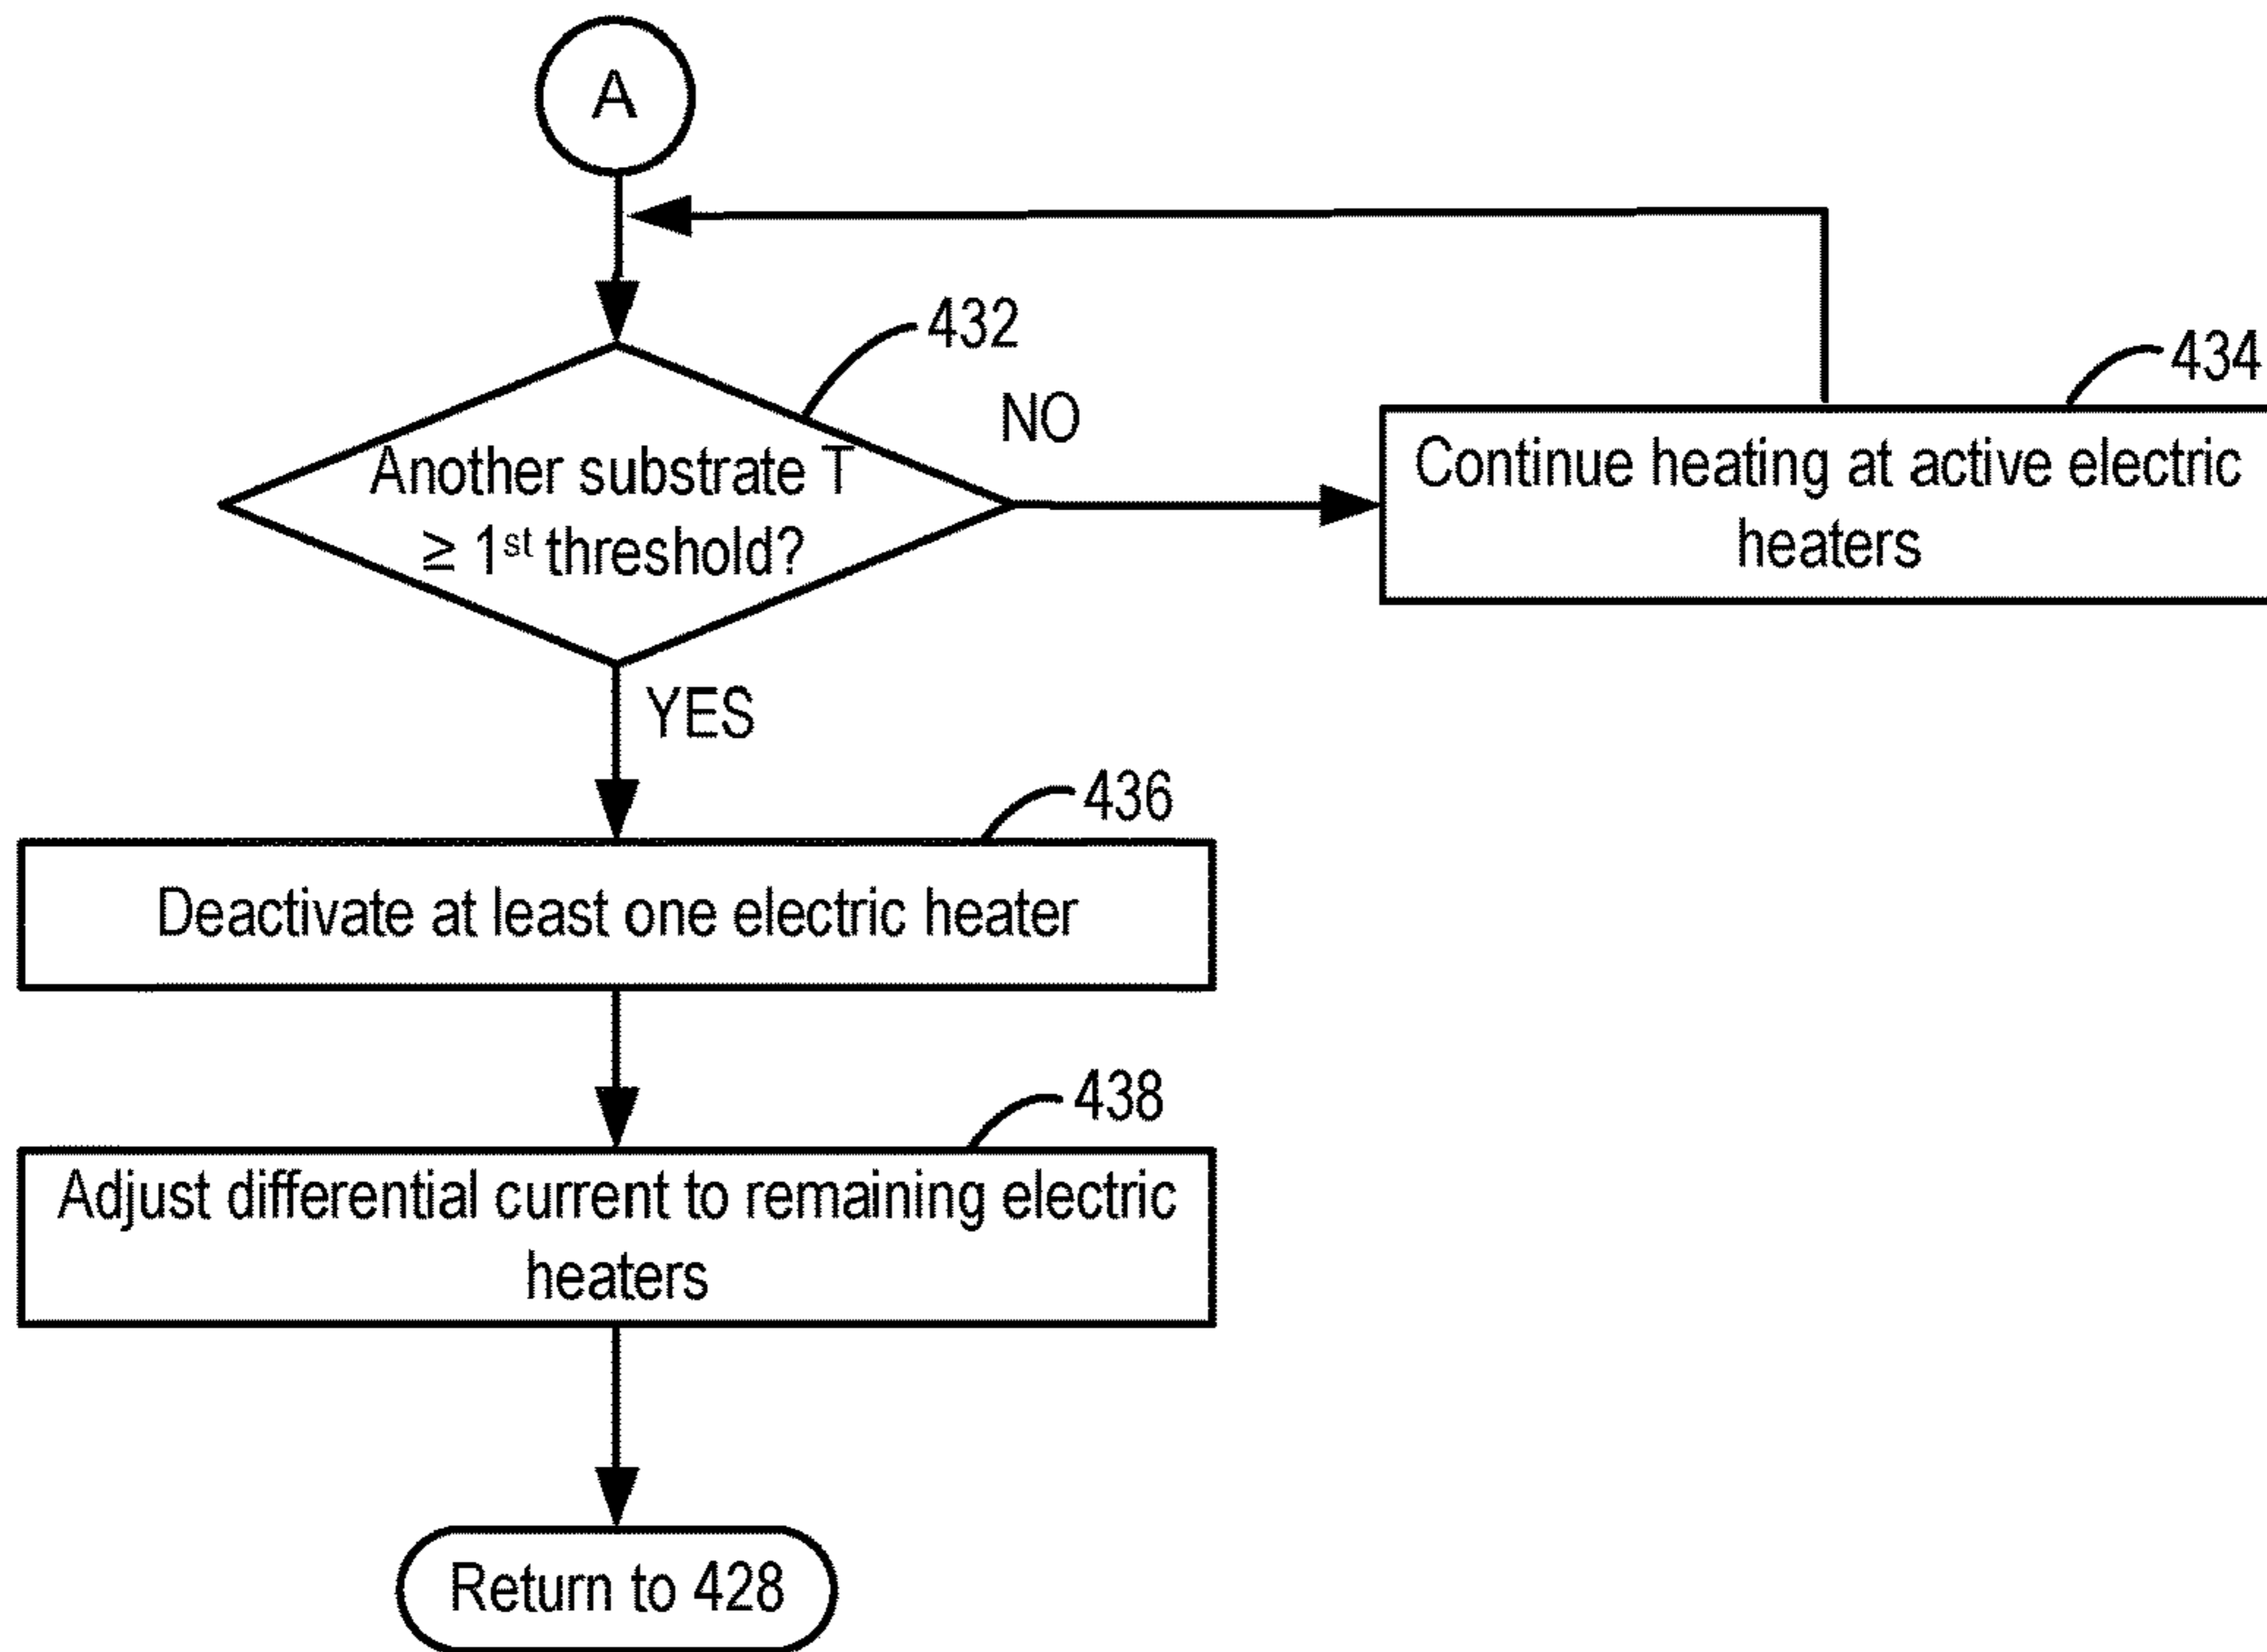 A
432
NO
434
Another substrate T
≥ 1st threshold?
Continue heating at active electric
heaters
YES
436
Deactivate at least one electric heater
438
Adjust differential current to remaining electric
heaters
Return to 428